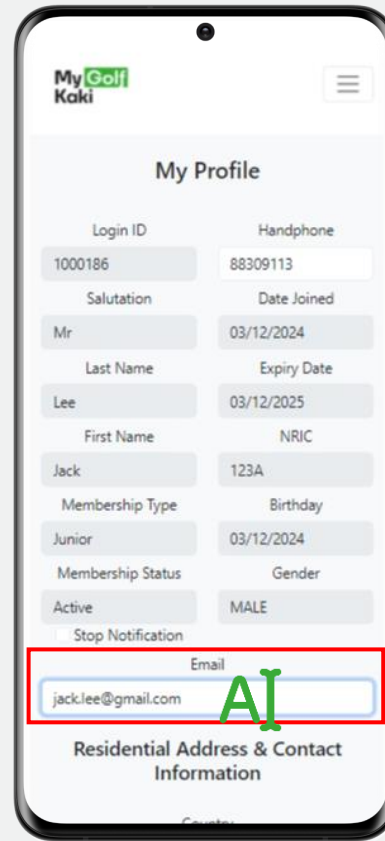 My Golf
Kaki
My Profile
Login ID Handphone
1000186 88309113
Salutation Date Joined
Mr 03/12/2024
Last Name Expiry Date
Lee 03/12/2025
First Name NRIC
Jack 123A
Membership Type Birthday
Junior 03/12/2024
Membership Status Gender
Active MALE
Stop Notification
Email
jack.lee@gmail.com A
Residential Address & Contact
Information